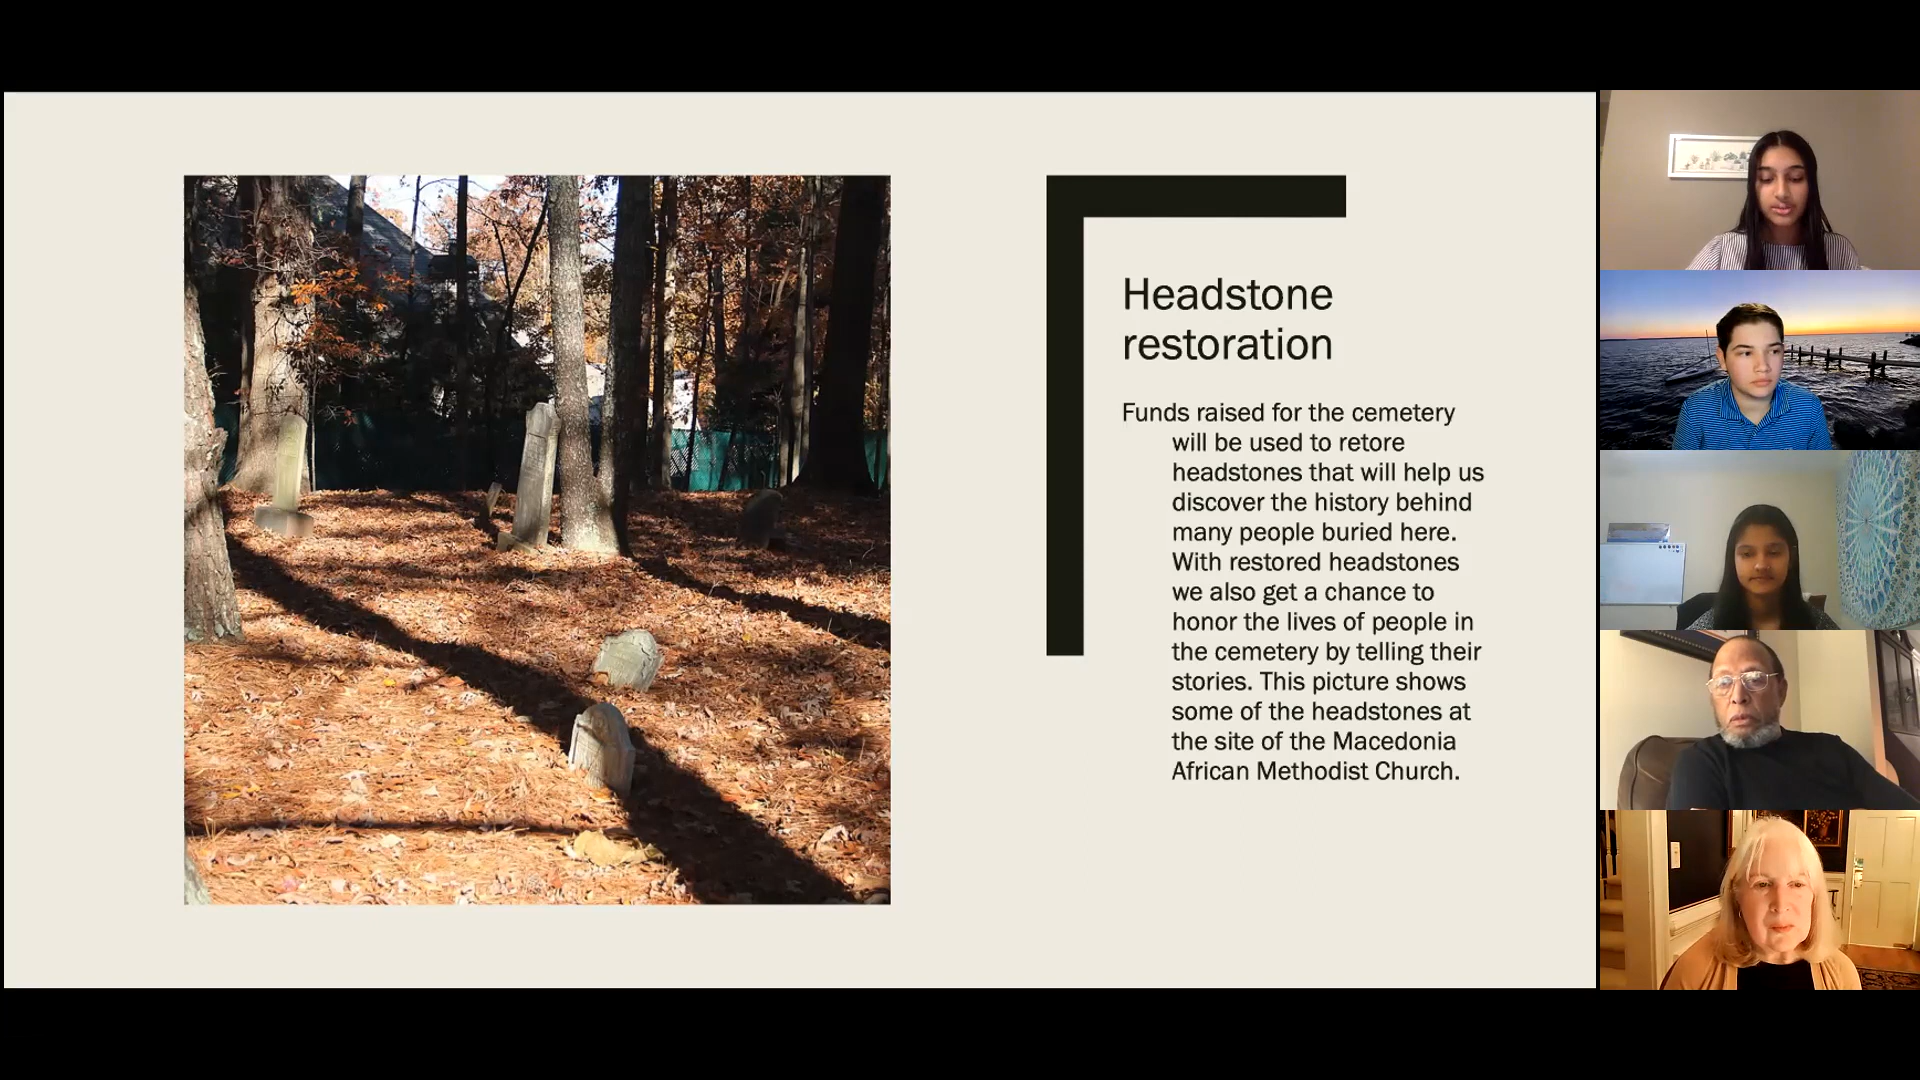 Headstone
restoration
Funds raised for the cemetery
will be used to retore
headstones that will help us
discover the history behind
many people buried here.
With restored headstones
we also get a chance to
honor the lives of people in
the cemetery by telling their
stories. This picture shows
some of the headstones at
the site of the Macedonia
African Methodist Church.